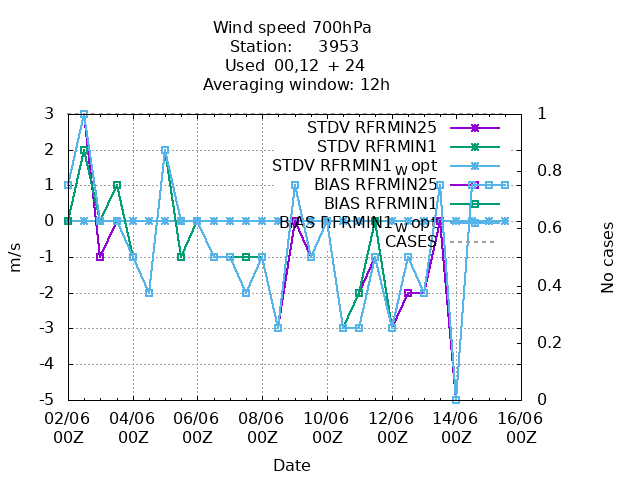 Wind speed 700hPa
Station: 3953
Used 00,12 + 24
Averaging window: 12h
3
2
1
0
-1
-2
-3
-4
-5
m/s
1
0.8
0.6
0.4
0.2
0
No cases
STDV RFRMIN25
STDV RFRMIN1
STDV RFRMIN1w opt
BIAS RFRMIN25
BIAS RFRMIN1
BIAS RFRMIN1w opt
CASES
02/06 04/06 06/06 08/06 10/06 12/06 14/06 16/06
00Z 00Z 00Z 00Z 00Z 00Z 00Z 00Z
Date